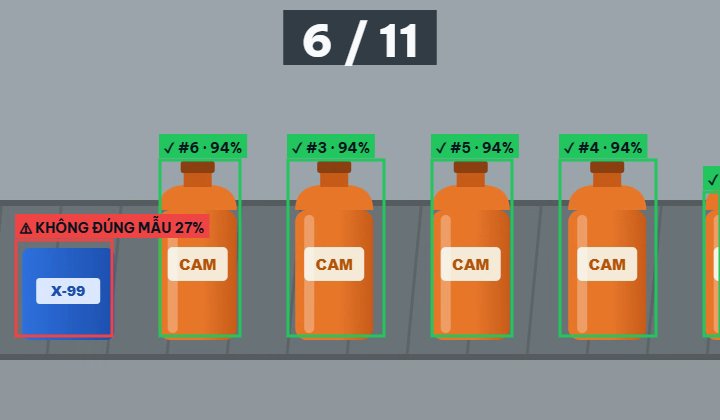 6 / 11
✓ #6 · 94%
✓ #3 · 94%
✓ #5 · 94%
✓ #4 · 94%
✓
⚠ KHÔNG ĐÚNG MẪU 27%
X-99
CAM
CAM
CAM
CAM